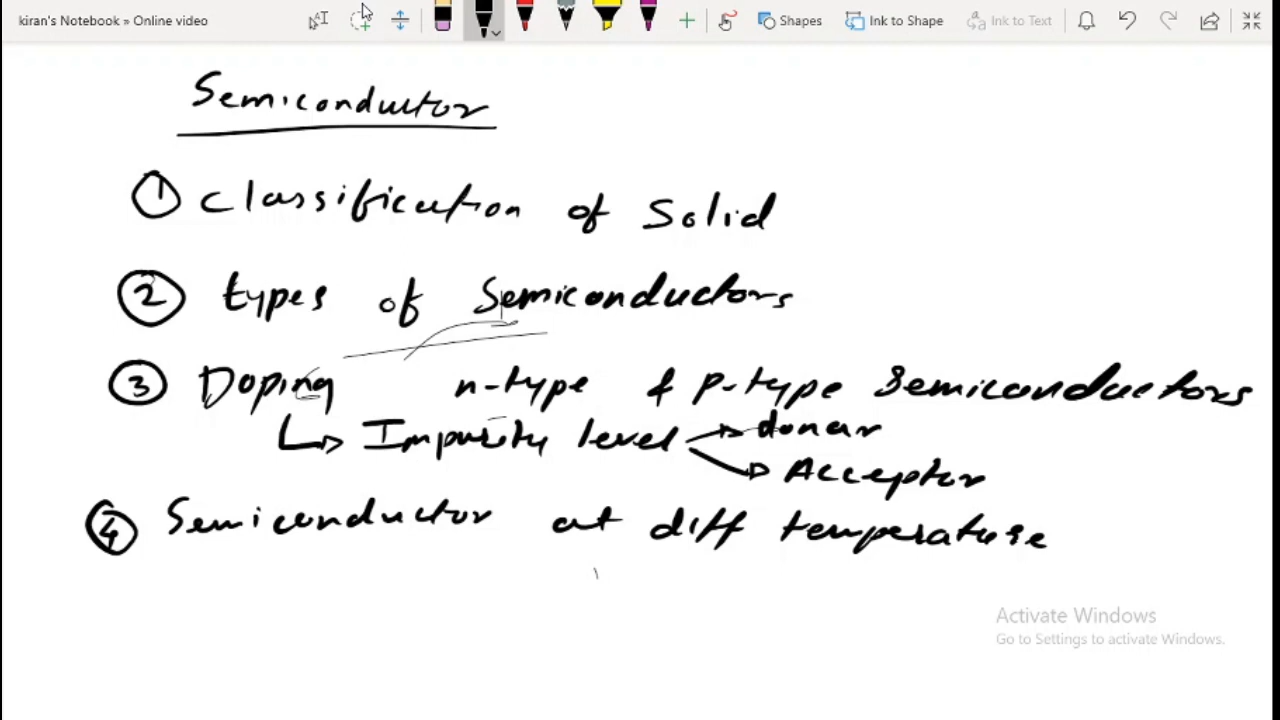 kiran's Notebook » Online video
Shapes
Ink to Shape
Ink to Text
Semiconductor
① Classification of Solid
② types of Semiconductors
③ Doping n-type & p-type Semiconductors
↳ Impurity level → donar
→ Acceptor
④ Semiconductor at diff temperature
Activate Windows
Go to Settings to activate Windows.